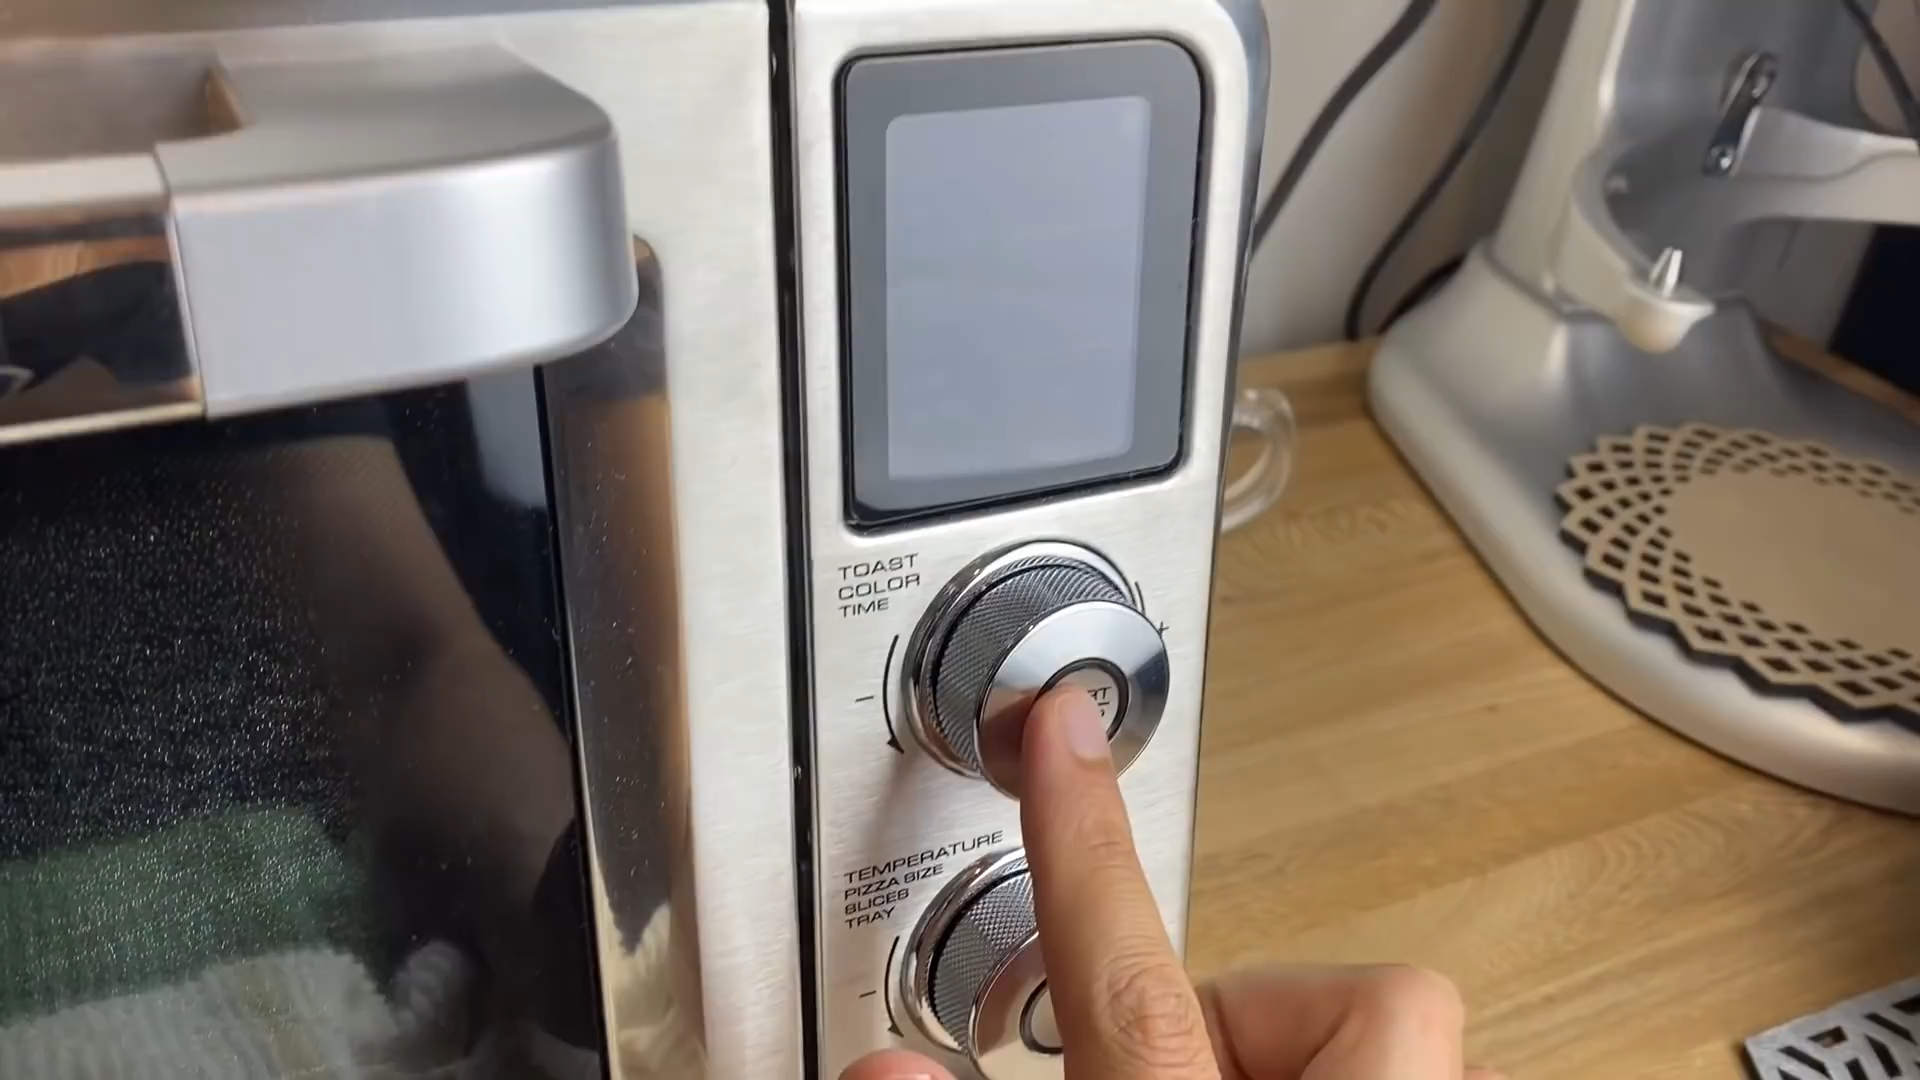 TOAST
COLOR
TIME
+
-
TEMPERATURE
PIZZA SIZE
SLICES
TRAY
-